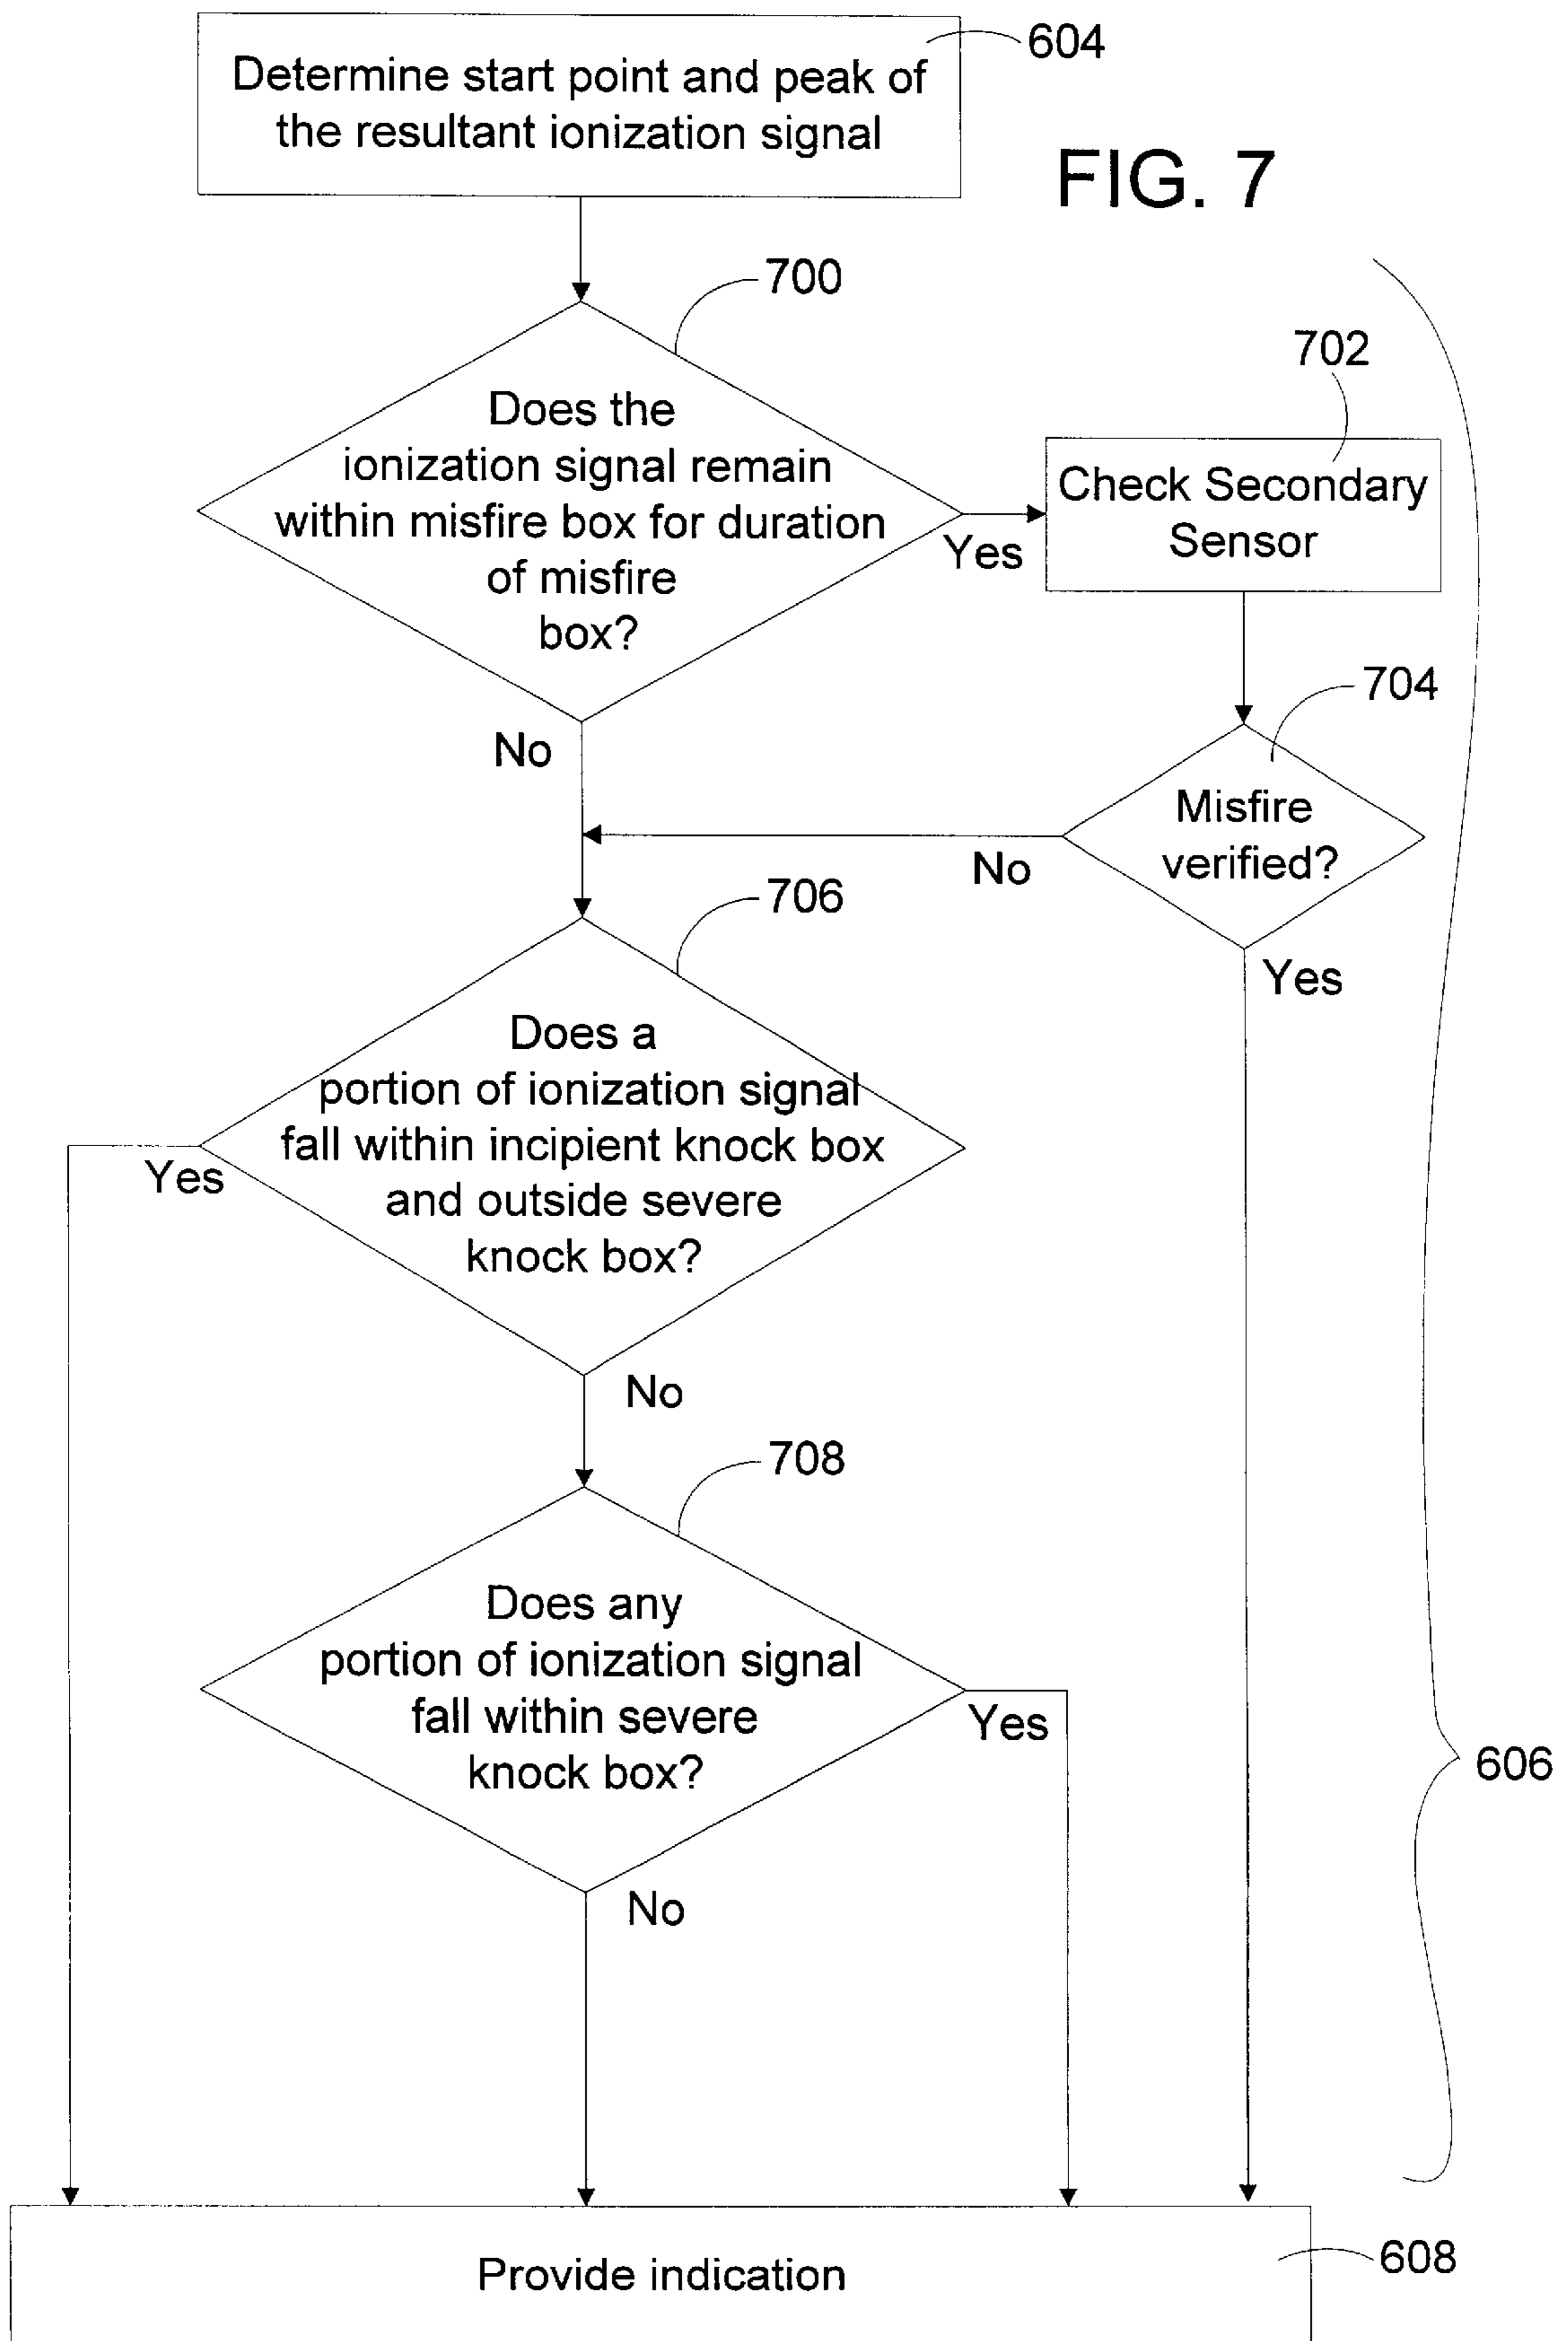 604
Determine start point and peak of
the resultant ionization signal
FIG. 7
700
702
Does the
ionization signal remain
within misfire box for duration
of misfire
box?
Yes
Check Secondary
Sensor
704
No
Misfire
verified?
No
Yes
706
Does a
portion of ionization signal
fall within incipient knock box
and outside severe
knock box?
Yes
No
708
Does any
portion of ionization signal
fall within severe
knock box?
Yes
No
606
Provide indication
608